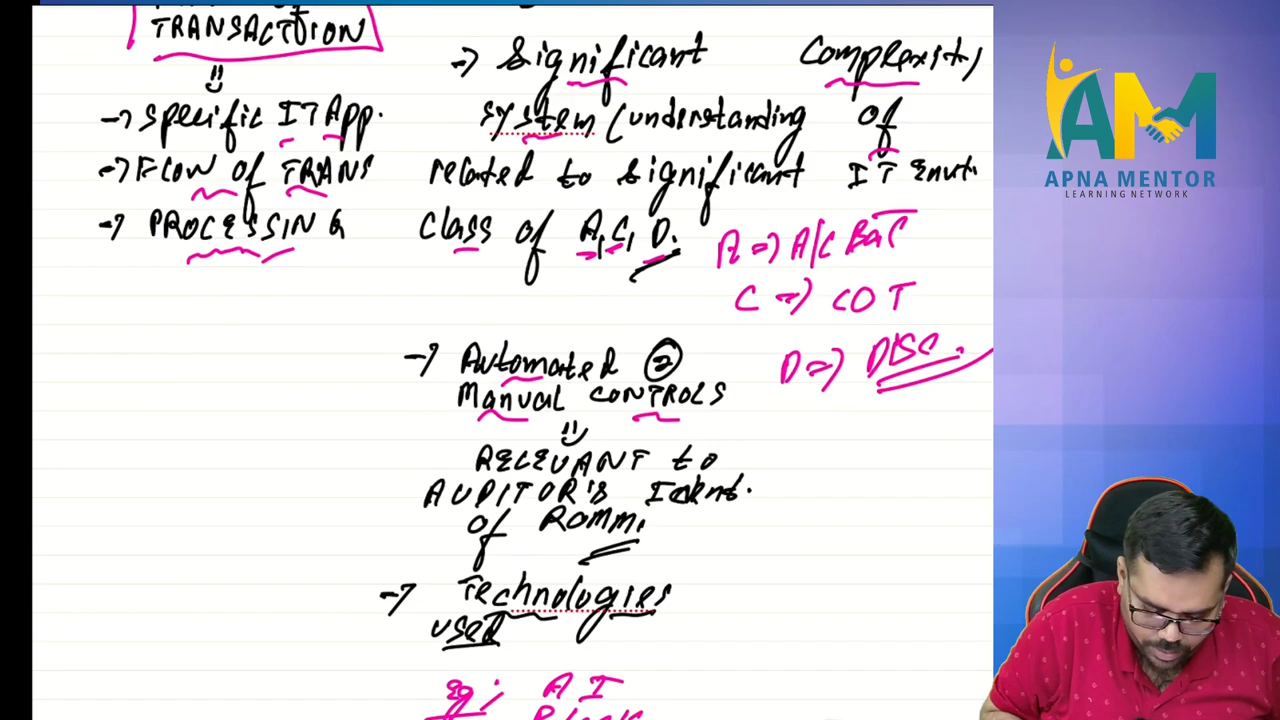 TRANSACTION
→ Specific IT App.
→ Flow of TRANS
→ PROCESSING
→ Significant
system (understanding
related to significant
class of A, C, D.
→ Automated
Manual CONTROLS
RELEVANT to
AUDITOR'S Ident.
of ROMM.
→ Technologies
used
eg: AI
Complexity
of
IT Envt.
A => A/C Bal
C => COT
D => DISC.
AM
APNA MENTOR
LEARNING NETWORK